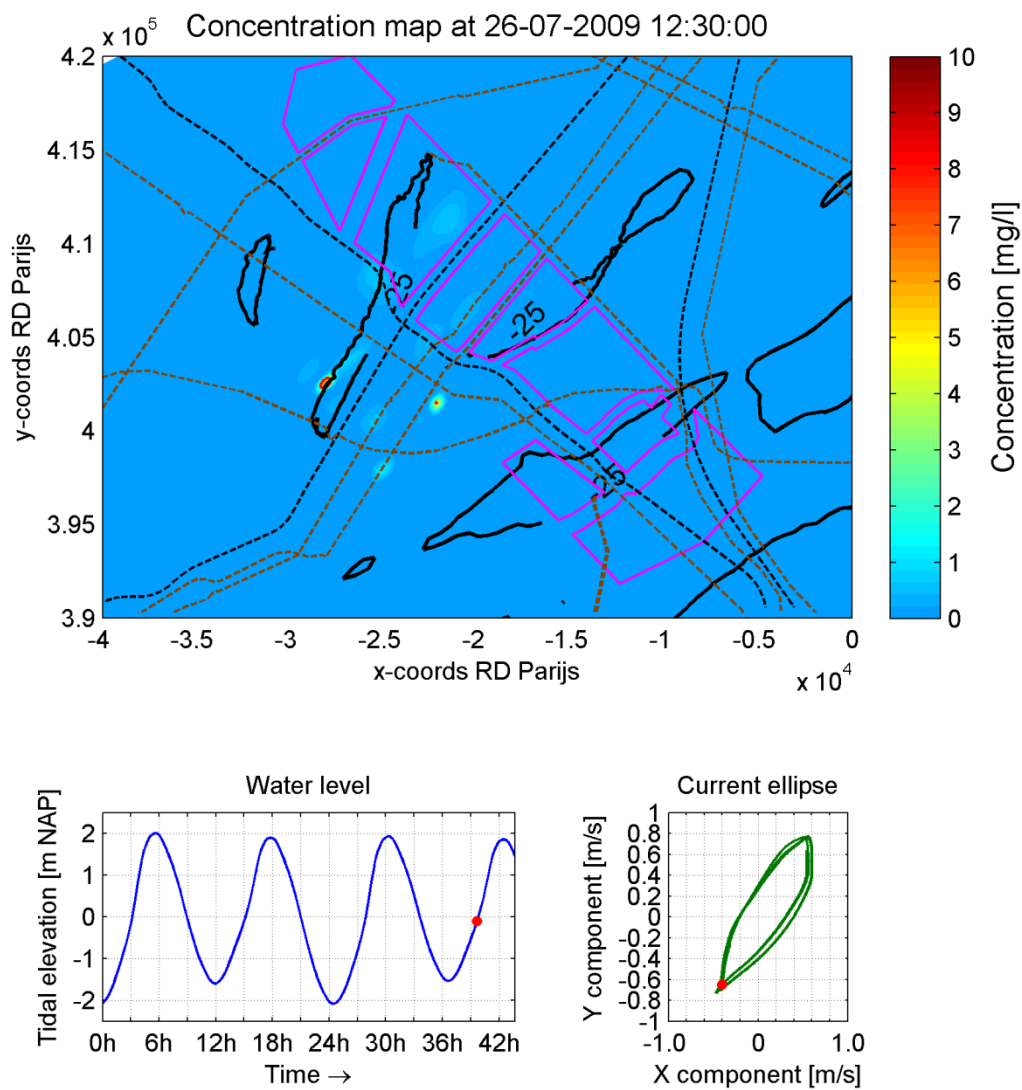 x 10⁵ Concentration map at 26-07-2009 12:30:00
4.2
4.15
4.1
4.05
4
3.95
3.9
y-coords RD Parijs
-25
-25
-25
-4 -3.5 -3 -2.5 -2 -1.5 -1 -0.5 0
x-coords RD Parijs
x 10⁴
10
9
8
7
6
5
4
3
2
1
0
Concentration [mg/l]
Water level
Tidal elevation [m NAP]
2
1
0
-1
-2
0h 6h 12h 18h 24h 30h 36h 42h
Time →
Current ellipse
Y component [m/s]
1
0.8
0.6
0.4
0.2
0
-0.2
-0.4
-0.6
-0.8
-1
-1.0 0 1.0
X component [m/s]